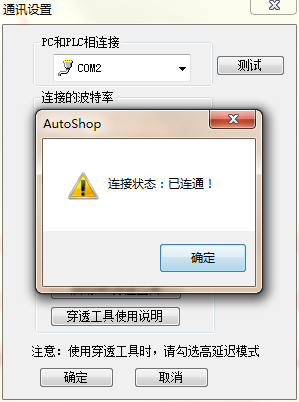 通讯设置
PC和PLC相连接
COM2
测试
连接的波特率
AutoShop
连接状态：已连通！
确定
穿透工具使用说明
注意：使用穿透工具时，请勾选高延迟模式
确定
取消